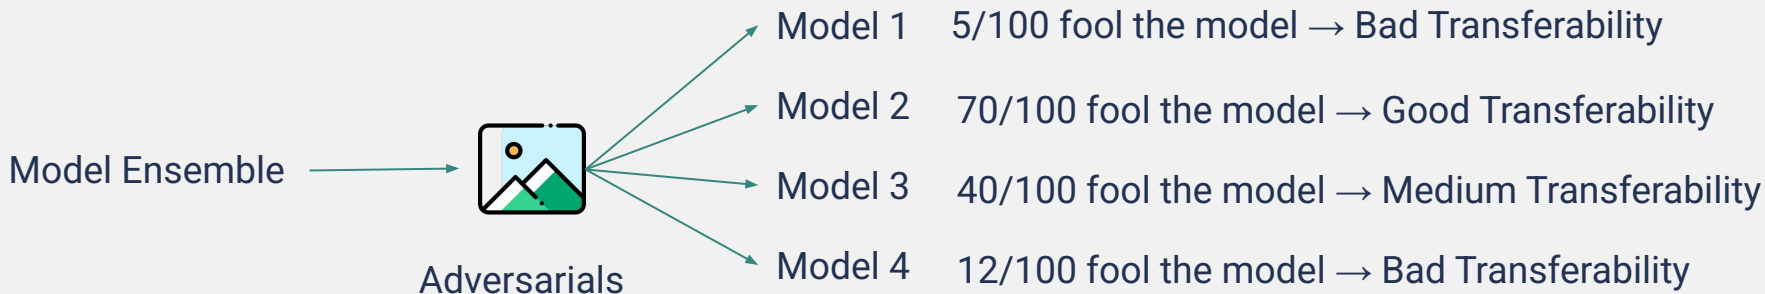 Model Ensemble
Adversarials
Model 1 5/100 fool the model → Bad Transferability
Model 2 70/100 fool the model → Good Transferability
Model 3 40/100 fool the model → Medium Transferability
Model 4 12/100 fool the model → Bad Transferability